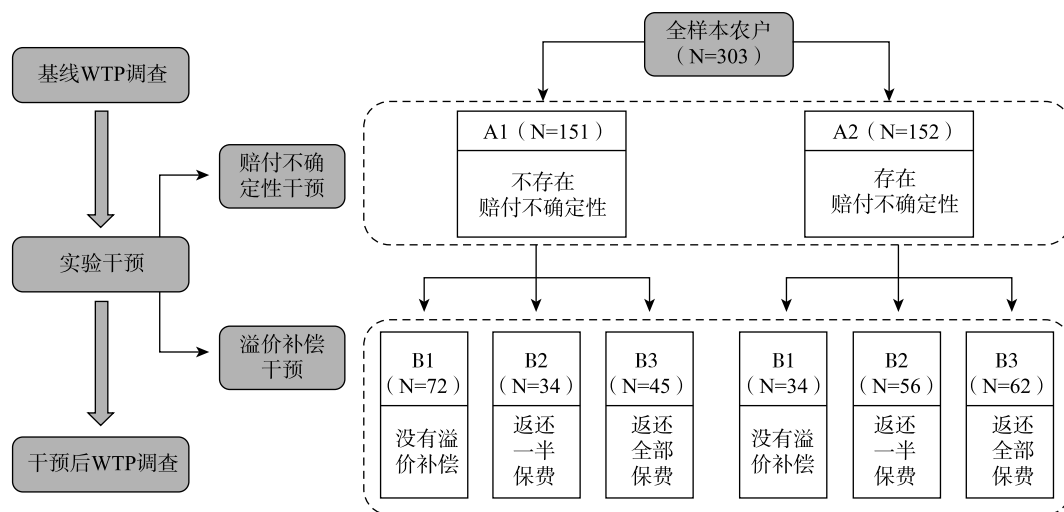 基线WTP调查
实验干预
干预后WTP调查
赔付不确
定性干预
溢价补偿
干预
全样本农户
（N=303）
A1（N=151）
不存在
赔付不确定性
A2（N=152）
存在
赔付不确定性
B1
（N=72）
没有溢
价补偿
B2
（N=34）
返还
一半
保费
B3
（N=45）
返还
全部
保费
B1
（N=34）
没有溢
价补偿
B2
（N=56）
返还
一半
保费
B3
（N=62）
返还
全部
保费